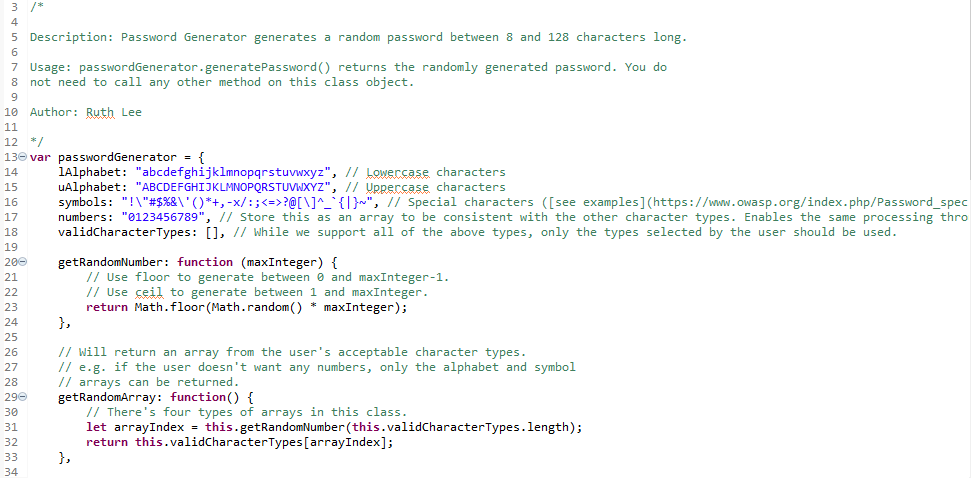 3 /*
4
5 Description: Password Generator generates a random password between 8 and 128 characters long.
6
7 Usage: passwordGenerator.generatePassword() returns the randomly generated password. You do
8 not need to call any other method on this class object.
9
10 Author: Ruth Lee
11
12 */
13 var passwordGenerator = {
14 lAlphabet: "abcdefghijklmnopqrstuvwxyz", // Lowercase characters
15 uAlphabet: "ABCDEFGHIJKLMNOPQRSTUVWXYZ", // Uppercase characters
16 symbols: "!\"#$%&\'()*+,-x/:;<=>?@[\]^_`{|}~", // Special characters ([see examples](https://www.owasp.org/index.php/Password_spec
17 numbers: "0123456789", // Store this as an array to be consistent with the other character types. Enables the same processing thro
18 validCharacterTypes: [], // While we support all of the above types, only the types selected by the user should be used.
19
20 getRandomNumber: function (maxInteger) {
21 // Use floor to generate between 0 and maxInteger-1.
22 // Use ceil to generate between 1 and maxInteger.
23 return Math.floor(Math.random() * maxInteger);
24 },
25
26 // Will return an array from the user's acceptable character types.
27 // e.g. if the user doesn't want any numbers, only the alphabet and symbol
28 // arrays can be returned.
29 getRandomArray: function() {
30 // There's four types of arrays in this class.
31 let arrayIndex = this.getRandomNumber(this.validCharacterTypes.length);
32 return this.validCharacterTypes[arrayIndex];
33 },
34